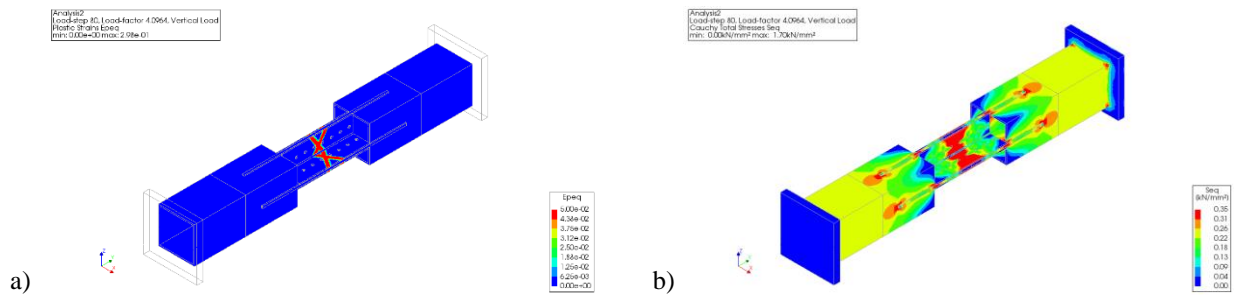 Analysis2
Load-step 80, Load-factor 4.0964, Vertical Load
Plastic Strains Epeq
min: 0.00e+00 max: 2.98e-01
Analysis2
Load-step 80, Load-factor 4.0964, Vertical Load
Cauchy Total Stresses Seq
min: 0.00kN/mm² max: 1.70kN/mm²
Epeq
5.00e-02
4.38e-02
3.75e-02
3.12e-02
2.50e-02
1.88e-02
1.25e-02
6.25e-03
0.00e+00
Seq
(kN/mm²)
0.35
0.31
0.26
0.22
0.18
0.13
0.09
0.04
0.00
a)
b)